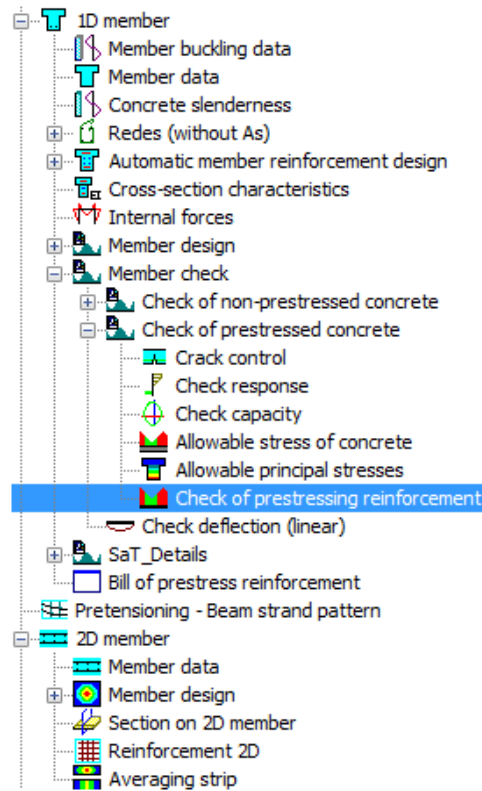 1D member
Member buckling data
Member data
Concrete slenderness
Redes (without As)
Automatic member reinforcement design
Cross-section characteristics
Internal forces
Member design
Member check
Check of non-prestressed concrete
Check of prestressed concrete
Crack control
Check response
Check capacity
Allowable stress of concrete
Allowable principal stresses
Check of prestressing reinforcement
Check deflection (linear)
SaT_Details
Bill of prestress reinforcement
Pretensioning - Beam strand pattern
2D member
Member data
Member design
Section on 2D member
Reinforcement 2D
Averaging strip